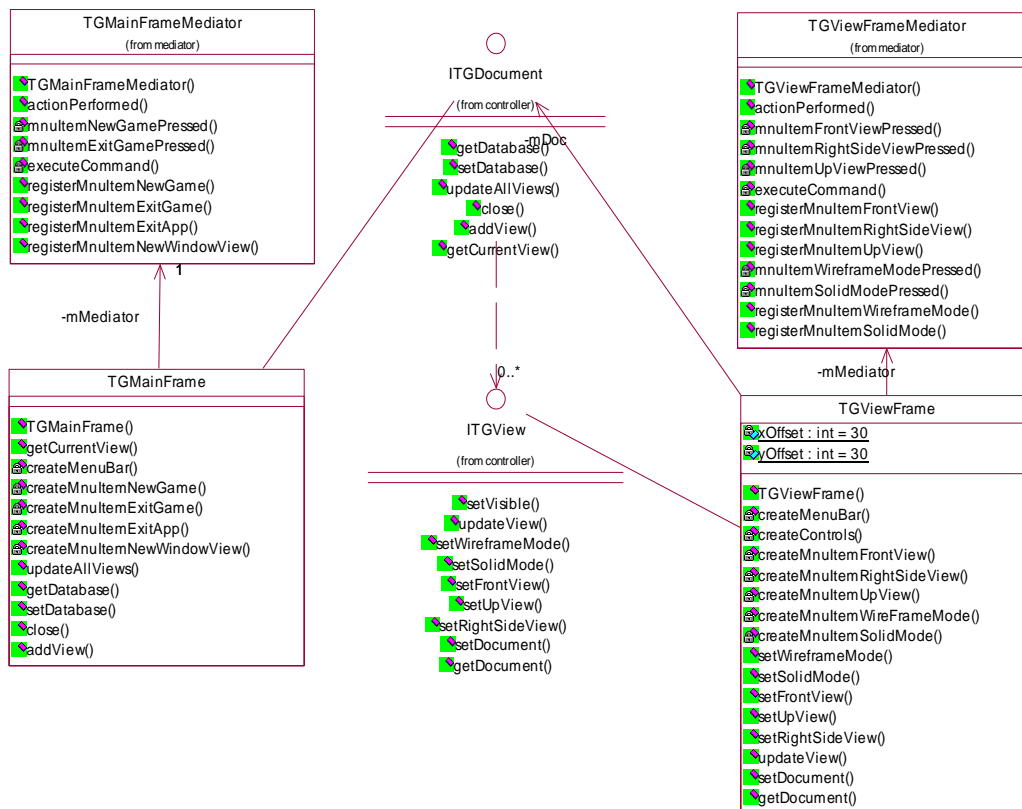 TGMainFrameMediator
(from mediator)
TGMainFrameMediator()
actionPerformed()
mnuItemNewGamePressed()
mnuItemExitGamePressed()
executeCommand()
registerMnuItemNewGame()
registerMnuItemExitGame()
registerMnuItemExitApp()
registerMnuItemNewWindowView()
1
-mMediator
TGMainFrame
TGMainFrame()
getCurrentView()
createMenuBar()
createMnuItemNewGame()
createMnuItemExitGame()
createMnuItemExitApp()
createMnuItemNewWindowView()
updateAllViews()
getDatabase()
setDatabase()
close()
addView()
ITGDocument
(from controller)
-mDoc
getDatabase()
setDatabase()
updateAllViews()
close()
addView()
getCurrentView()
0..*
ITGView
(from controller)
setVisible()
updateView()
setWireframeMode()
setSolidMode()
setFrontView()
setUpView()
setRightSideView()
setDocument()
getDocument()
TGViewFrameMediator
(from mediator)
TGViewFrameMediator()
actionPerformed()
mnuItemFrontViewPressed()
mnuItemRightSideViewPressed()
mnuItemUpViewPressed()
executeCommand()
registerMnuItemFrontView()
registerMnuItemRightSideView()
registerMnuItemUpView()
mnuItemWireframeModePressed()
mnuItemSolidModePressed()
registerMnuItemWireframeMode()
registerMnuItemSolidMode()
-mMediator
TGViewFrame
xOffset : int = 30
yOffset : int = 30
TGViewFrame()
createMenuBar()
createControls()
createMnuItemFrontView()
createMnuItemRightSideView()
createMnuItemUpView()
createMnuItemWireFrameMode()
createMnuItemSolidMode()
setWireframeMode()
setSolidMode()
setFrontView()
setUpView()
setRightSideView()
updateView()
setDocument()
getDocument()